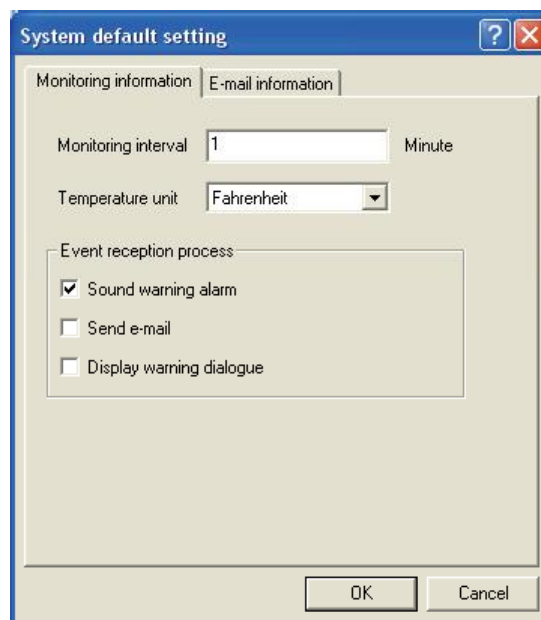 System default setting
Monitoring information E-mail information
Monitoring interval 1 Minute
Temperature unit Fahrenheit
Event reception process
Sound warning alarm
Send e-mail
Display warning dialogue
OK Cancel